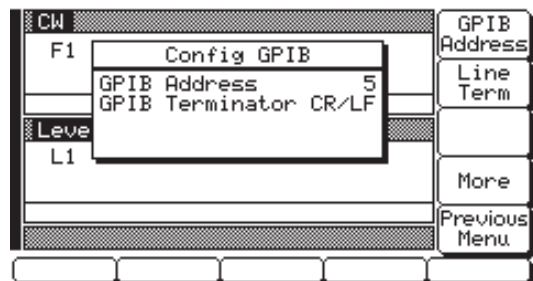 CW
F1
Config GPIB
GPIB Address 5
GPIB Terminator CR/LF
Leve
L1
GPIB
Address
Line
Term
More
Previous
Menu